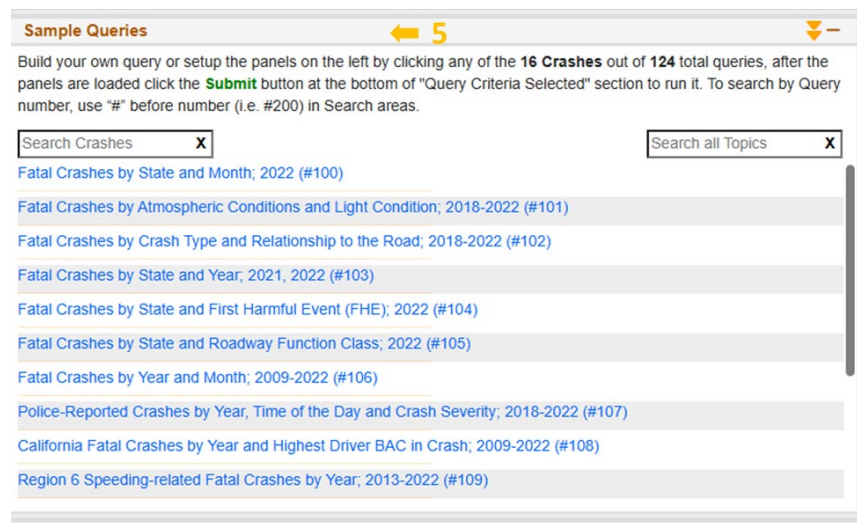 Sample Queries
5
Build your own query or setup the panels on the left by clicking any of the 16 Crashes out of 124 total queries, after the
panels are loaded click the Submit button at the bottom of "Query Criteria Selected" section to run it. To search by Query
number, use “#” before number (i.e. #200) in Search areas.
Search Crashes X Search all Topics X
Fatal Crashes by State and Month; 2022 (#100)
Fatal Crashes by Atmospheric Conditions and Light Condition; 2018-2022 (#101)
Fatal Crashes by Crash Type and Relationship to the Road; 2018-2022 (#102)
Fatal Crashes by State and Year; 2021, 2022 (#103)
Fatal Crashes by State and First Harmful Event (FHE); 2022 (#104)
Fatal Crashes by State and Roadway Function Class; 2022 (#105)
Fatal Crashes by Year and Month; 2009-2022 (#106)
Police-Reported Crashes by Year, Time of the Day and Crash Severity; 2018-2022 (#107)
California Fatal Crashes by Year and Highest Driver BAC in Crash; 2009-2022 (#108)
Region 6 Speeding-related Fatal Crashes by Year; 2013-2022 (#109)